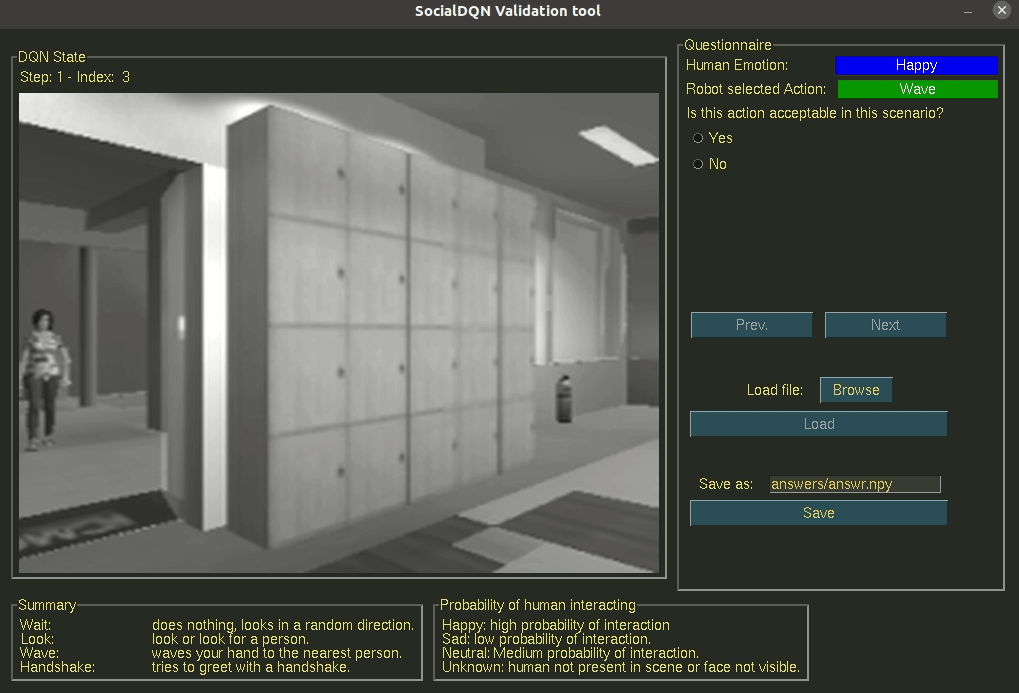 SocialDQN Validation tool
DQN State
Step: 1 - Index: 3
Questionnaire
Human Emotion: Happy
Robot selected Action: Wave
Is this action acceptable in this scenario?
Yes
No
Prev. Next
Load file: Browse
Load
Save as: answers/answr.npy
Save
Summary
Wait: does nothing, looks in a random direction.
Look: look or look for a person.
Wave: waves your hand to the nearest person.
Handshake: tries to greet with a handshake.
Probability of human interacting
Happy: high probability of interaction
Sad: low probability of interaction.
Neutral: Medium probability of interaction.
Unknown: human not present in scene or face not visible.